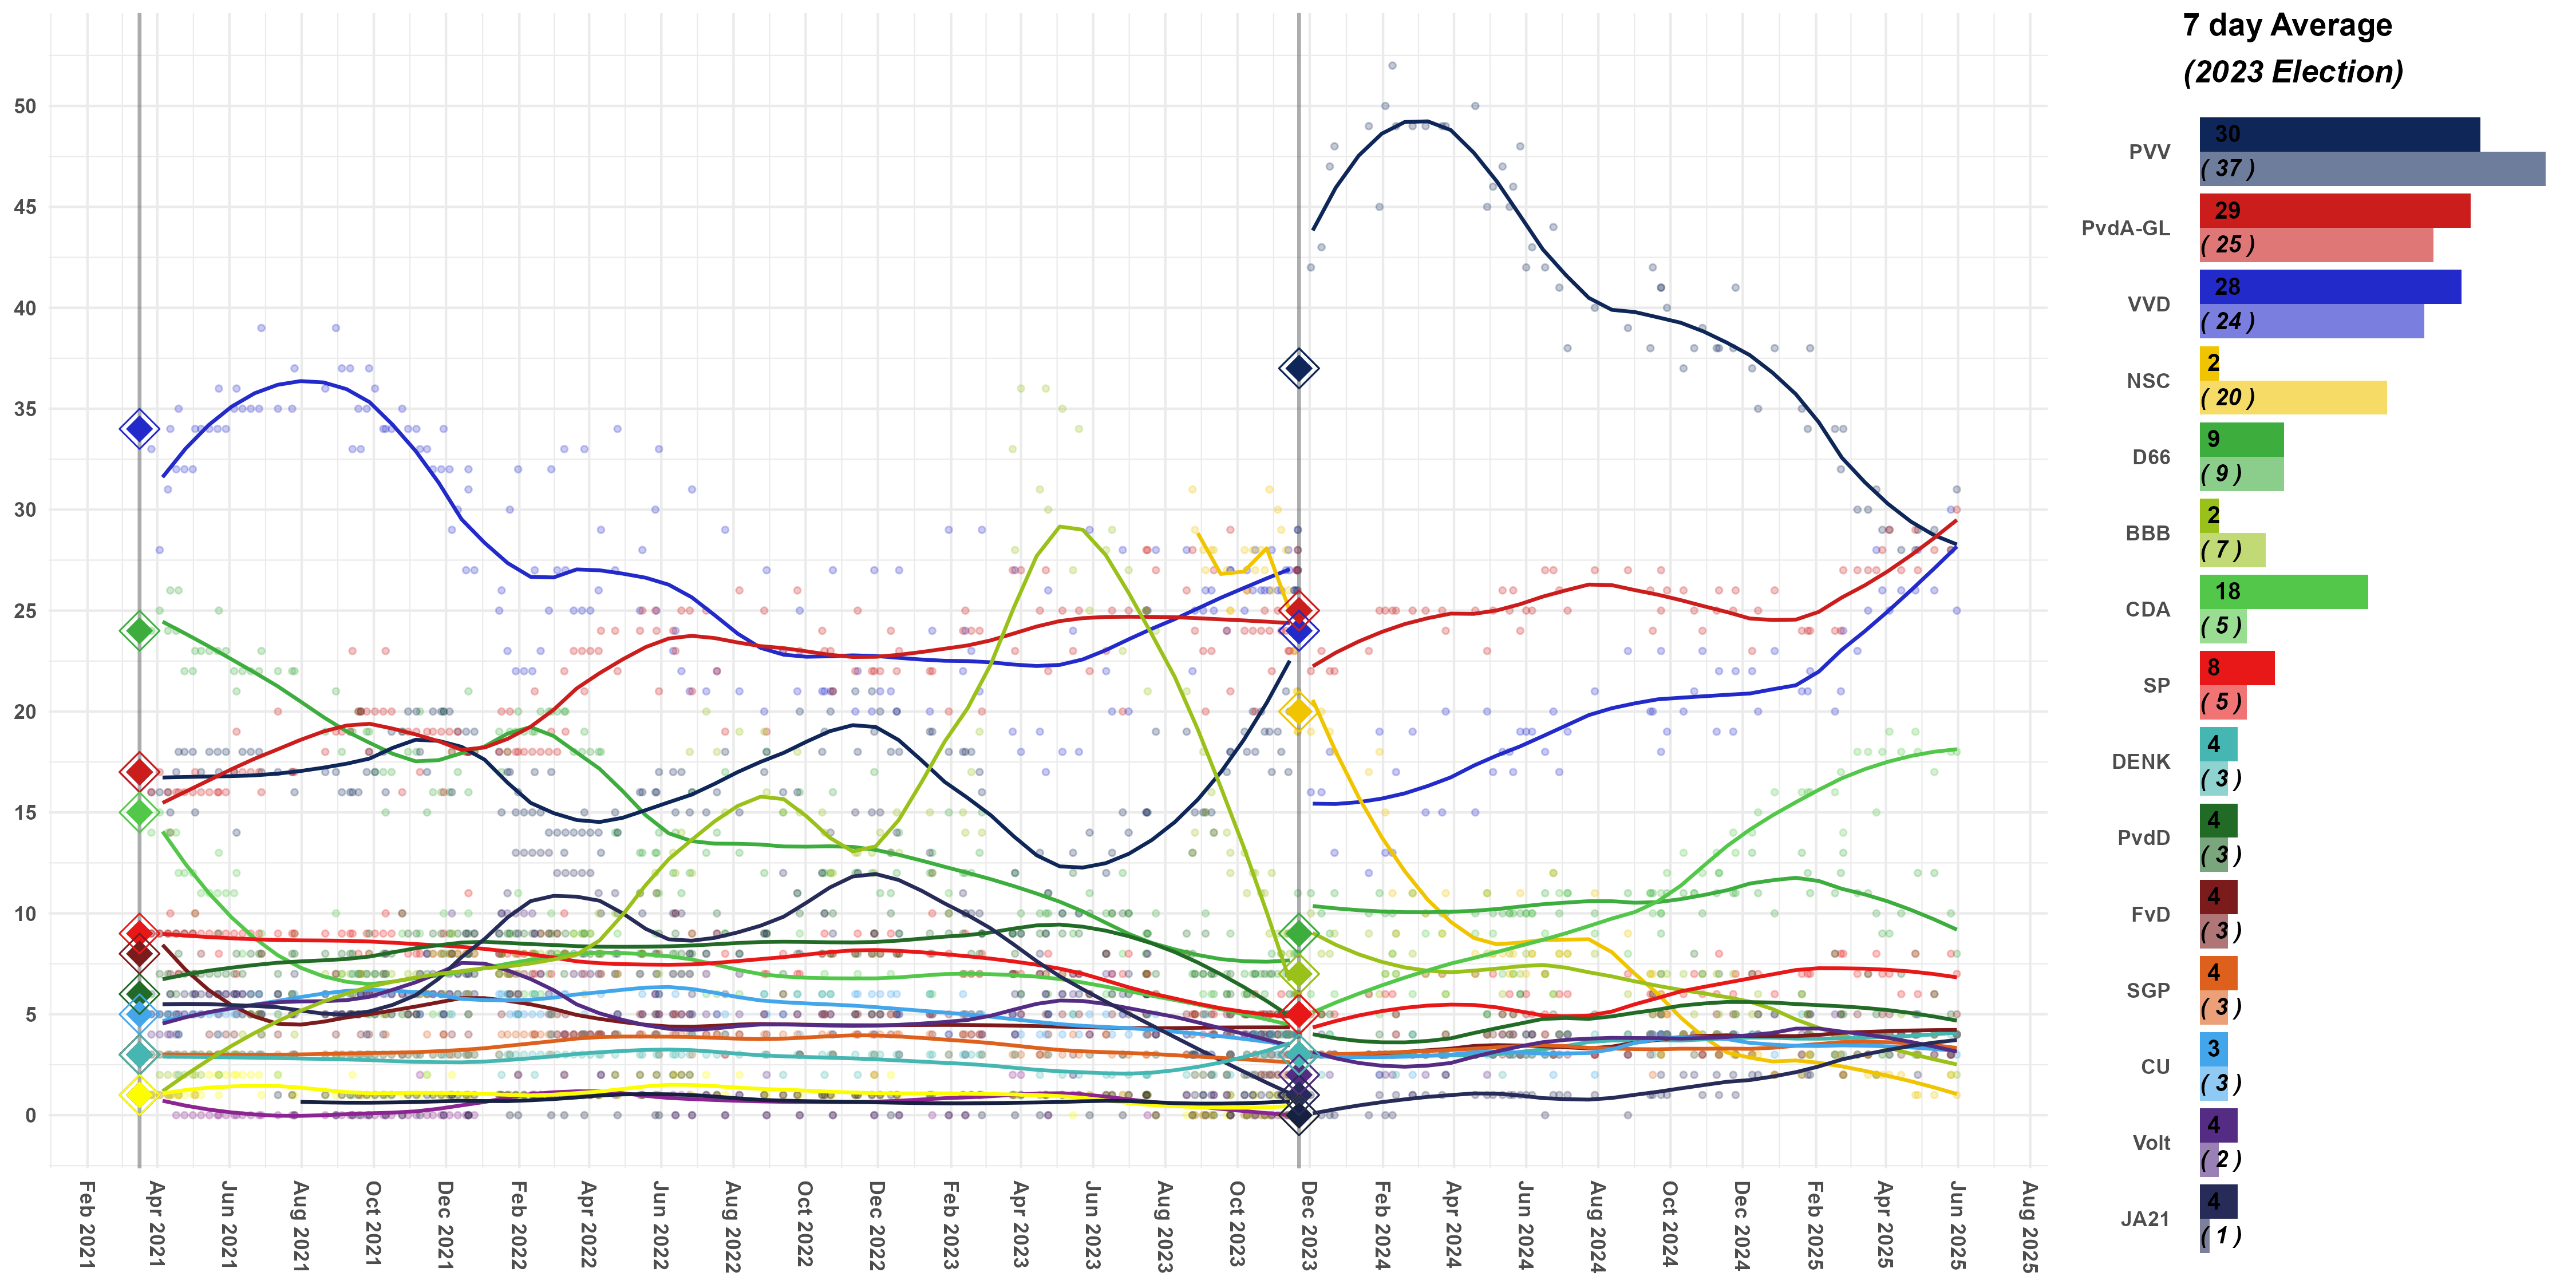 7 day Average
(2023 Election)
50
45
40
35
30
25
20
15
10
5
0
Feb 2021
Apr 2021
Jun 2021
Aug 2021
Oct 2021
Dec 2021
Feb 2022
Apr 2022
Jun 2022
Aug 2022
Oct 2022
Dec 2022
Feb 2023
Apr 2023
Jun 2023
Aug 2023
Oct 2023
Dec 2023
Feb 2024
Apr 2024
Jun 2024
Aug 2024
Oct 2024
Dec 2024
Feb 2025
Apr 2025
Jun 2025
Aug 2025
PVV
30
( 37 )
PvdA-GL
29
( 25 )
VVD
28
( 24 )
NSC
2
( 20 )
D66
9
( 9 )
BBB
2
( 7 )
CDA
18
( 5 )
SP
8
( 5 )
DENK
4
( 3 )
PvdD
4
( 3 )
FvD
4
( 3 )
SGP
4
( 3 )
CU
3
( 3 )
Volt
4
( 2 )
JA21
4
( 1 )